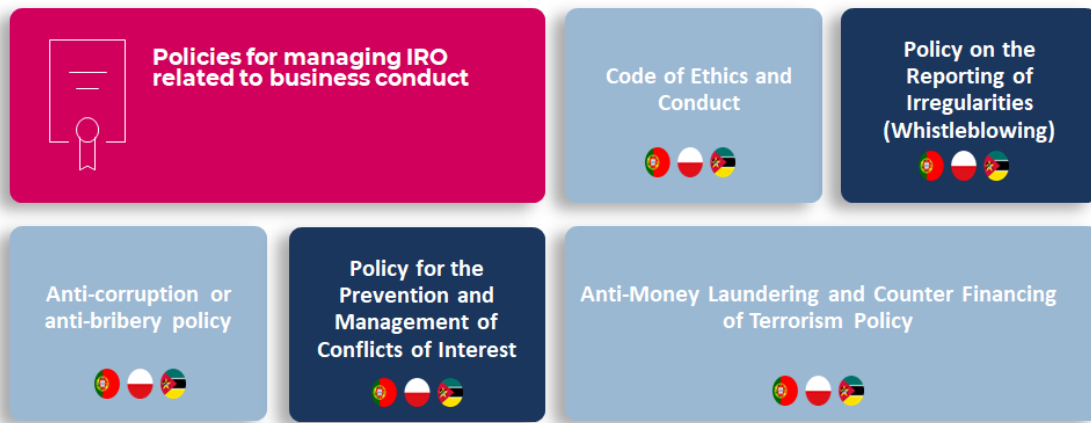 Policies for managing IRO
related to business conduct
Code of Ethics and
Conduct
Policy on the
Reporting of
Irregularities
(Whistleblowing)
Anti-corruption or
anti-bribery policy
Policy for the
Prevention and
Management of
Conflicts of Interest
Anti-Money Laundering and Counter Financing
of Terrorism Policy